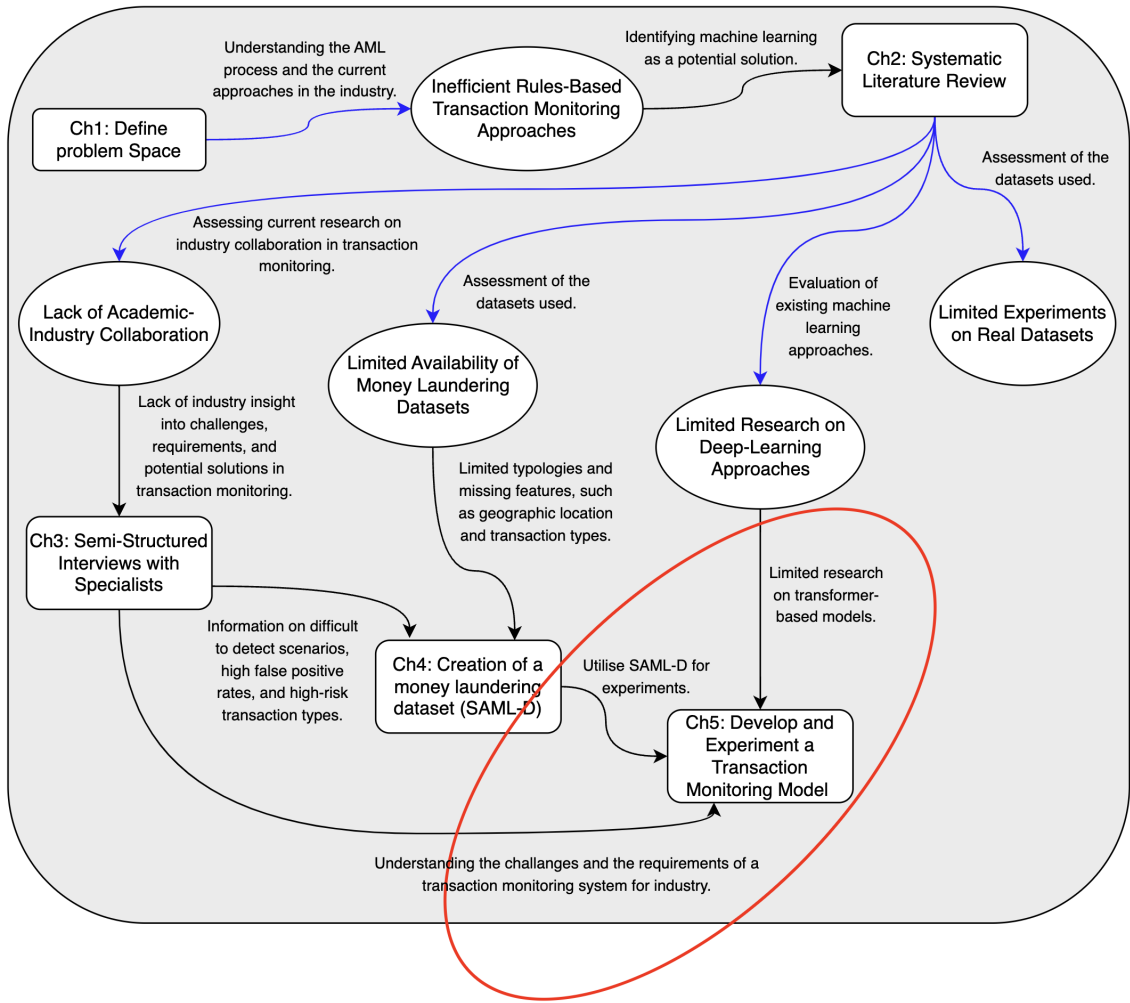 Understanding the AML
process and the current
approaches in the industry.
Identifying machine learning
as a potential solution.
Ch1: Define
problem Space
Inefficient Rules-Based
Transaction Monitoring
Approaches
Ch2: Systematic
Literature Review
Assessment of the
datasets used.
Assessing current research on
industry collaboration in transaction
monitoring.
Assessment of the
datasets used.
Evaluation of
existing machine
learning
approaches.
Lack of Academic-
Industry Collaboration
Limited Availability of
Money Laundering
Datasets
Limited Research on
Deep-Learning
Approaches
Limited Experiments
on Real Datasets
Lack of industry insight
into challenges,
requirements, and
potential solutions in
transaction monitoring.
Limited typologies and
missing features, such
as geographic location
and transaction types.
Limited research
on transformer-
based models.
Ch3: Semi-Structured
Interviews with
Specialists
Information on difficult
to detect scenarios,
high false positive
rates, and high-risk
transaction types.
Ch4: Creation of a
money laundering
dataset (SAML-D)
Utilise SAML-D for
experiments.
Ch5: Develop and
Experiment a
Transaction
Monitoring Model
Understanding the challanges and the requirements of a
transaction monitoring system for industry.